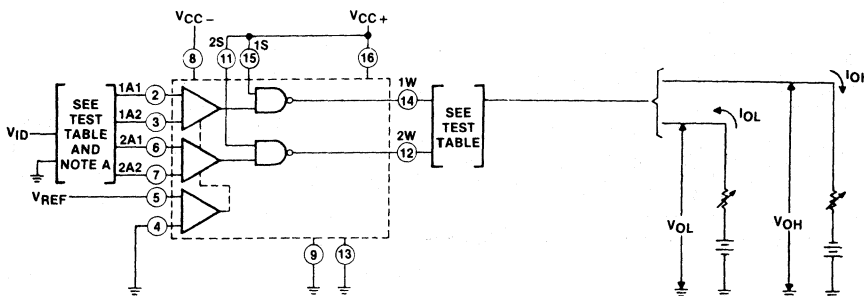 VCC−
VCC+
2S
1S
8
11
15
16
1A1
2
1A2
3
2A1
6
2A2
7
VID
SEE
TEST
TABLE
AND
NOTE A
VREF
5
4
1W
14
2W
12
SEE
TEST
TABLE
9
13
IOL
IOH
VOL
VOH